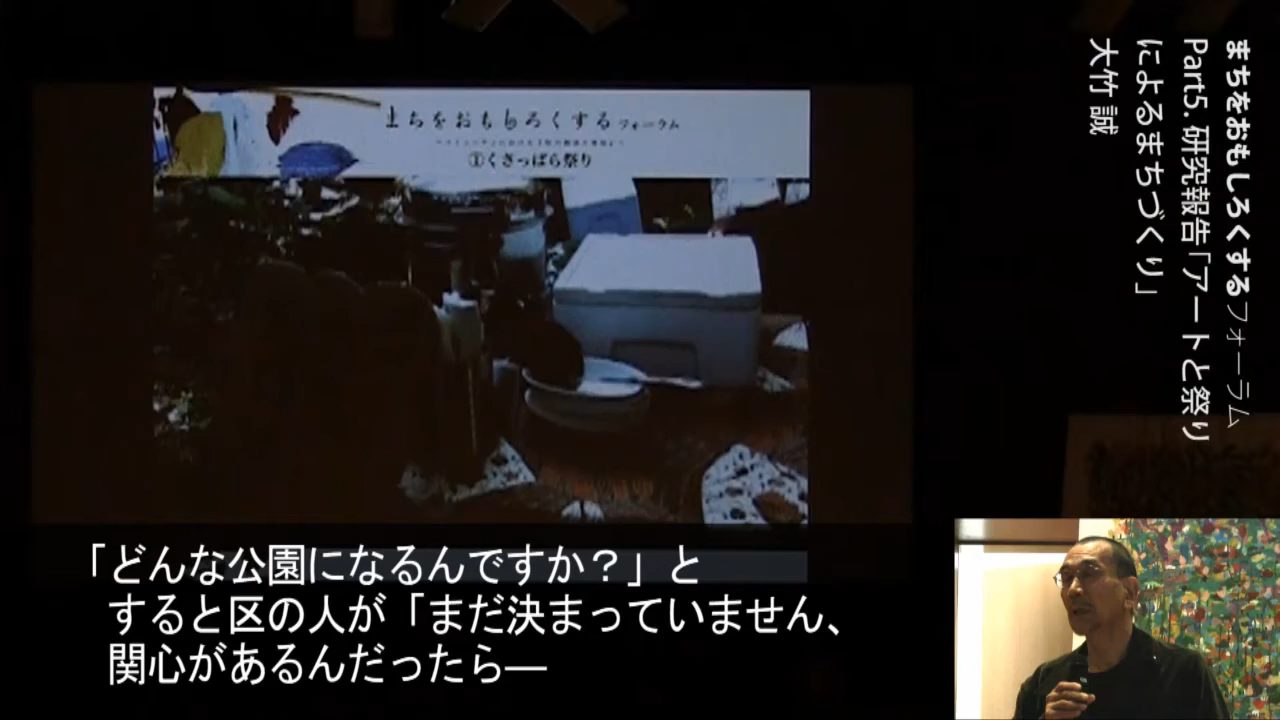 まちをおもしろくするフォーラム
Part5. 研究報告「アートと祭り
によるまちづくり」
大竹 誠
まちをおもしろくするフォーラム
①くさっぱら祭り
「どんな公園になるんですか？」と
すると区の人が「まだ決まっていません、
関心があるんだったら―